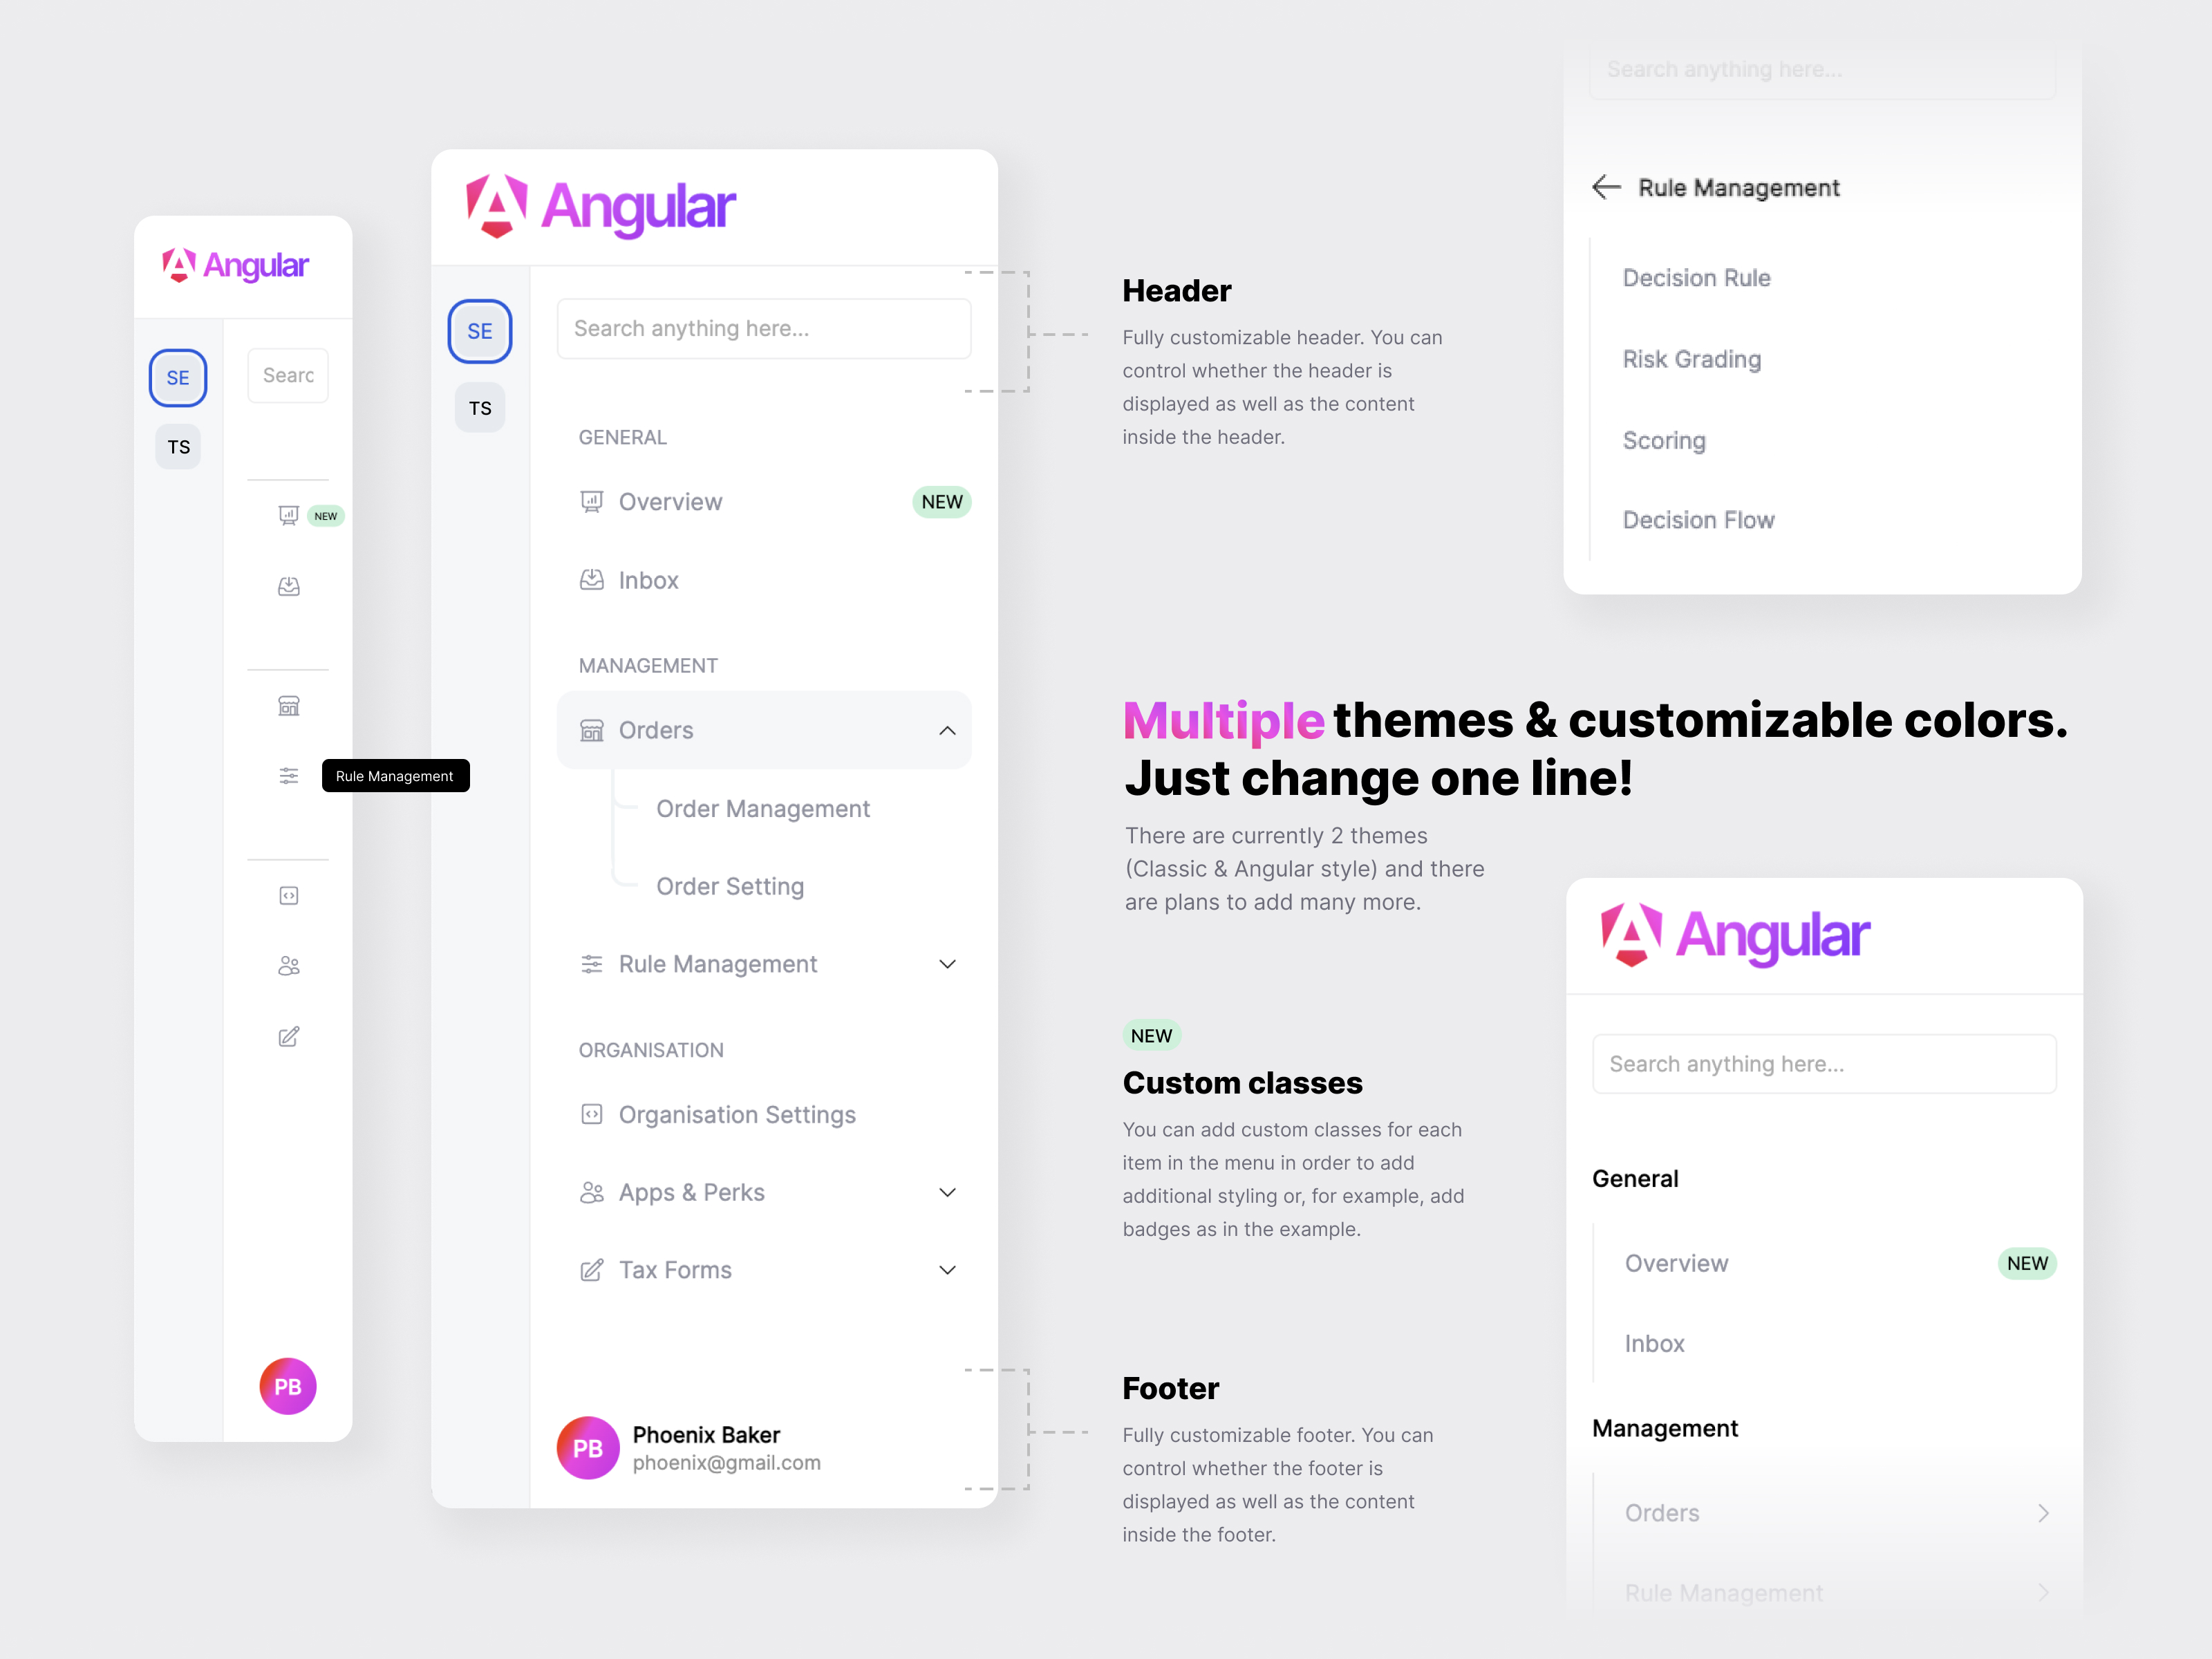 Angular
SE
Searc
TS
NEW
Rule Management
PB
Angular
SE
Search anything here...
TS
GENERAL
Overview
NEW
Inbox
MANAGEMENT
Orders
Order Management
Order Setting
Rule Management
ORGANISATION
Organisation Settings
Apps & Perks
Tax Forms
PB
Phoenix Baker
phoenix@gmail.com
Header
Fully customizable header. You can
control whether the header is
displayed as well as the content
inside the header.
Multiple themes & customizable colors.
Just change one line!
There are currently 2 themes
(Classic & Angular style) and there
are plans to add many more.
NEW
Custom classes
You can add custom classes for each
item in the menu in order to add
additional styling or, for example, add
badges as in the example.
Footer
Fully customizable footer. You can
control whether the footer is
displayed as well as the content
inside the footer.
Search anything here...
Rule Management
Decision Rule
Risk Grading
Scoring
Decision Flow
Angular
Search anything here...
General
Overview
NEW
Inbox
Management
Orders
Rule Management